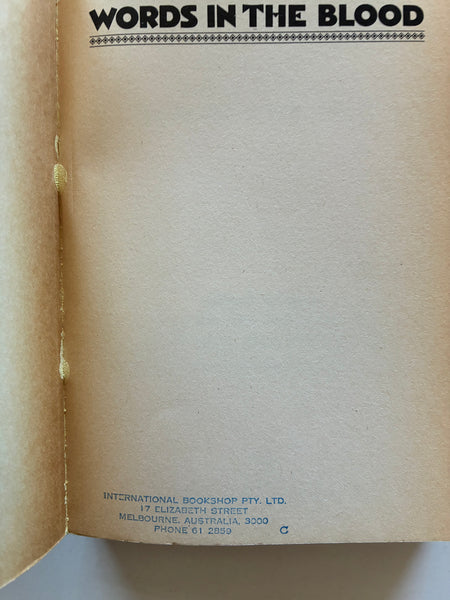 WORDS IN THE BLOOD
INTERNATIONAL BOOKSHOP PTY. LTD.
17 ELIZABETH STREET
MELBOURNE, AUSTRALIA, 3000
PHONE 61 2859 C